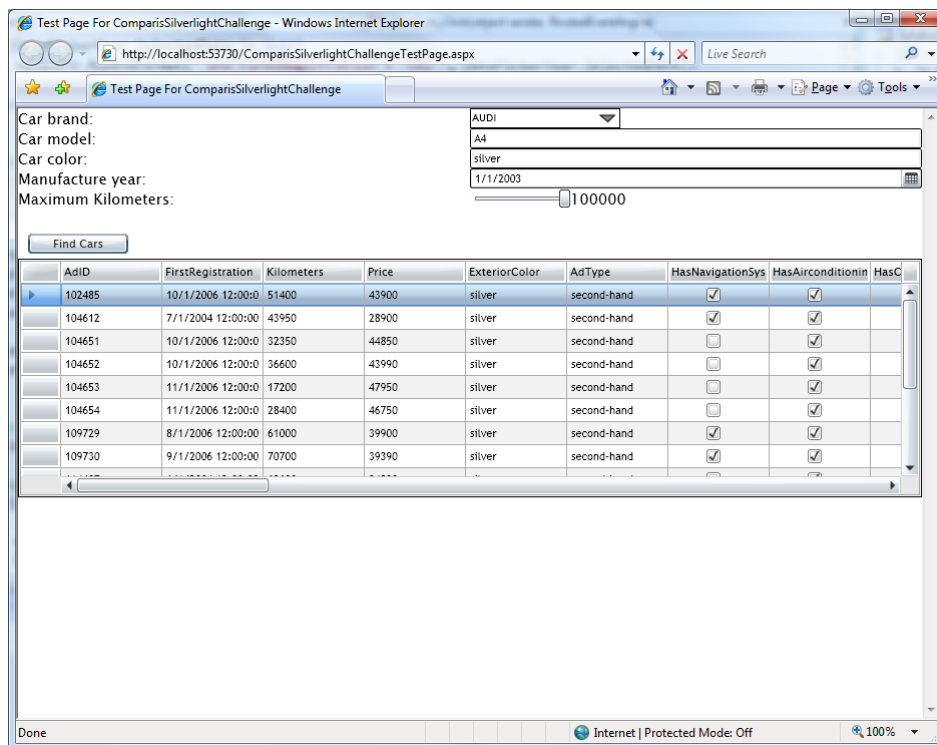 Test Page For ComparisSilverlightChallenge - Windows Internet Explorer
http://localhost:53730/ComparisSilverlightChallengeTestPage.aspx Live Search
Test Page For ComparisSilverlightChallenge Page Tools
Car brand: AUDI
Car model: A4
Car color: silver
Manufacture year: 1/1/2003
Maximum Kilometers: 100000
Find Cars
AdID FirstRegistration Kilometers Price ExteriorColor AdType HasNavigationSys HasAirconditionin HasC
102485 10/1/2006 12:00:0 51400 43900 silver second-hand
104612 7/1/2004 12:00:00 43950 28900 silver second-hand
104651 10/1/2006 12:00:0 32350 44850 silver second-hand
104652 10/1/2006 12:00:0 36600 43990 silver second-hand
104653 11/1/2006 12:00:0 17200 47950 silver second-hand
104654 11/1/2006 12:00:0 28400 46750 silver second-hand
109729 8/1/2006 12:00:00 61000 39900 silver second-hand
109730 9/1/2006 12:00:00 70700 39390 silver second-hand
Done Internet | Protected Mode: Off 100%